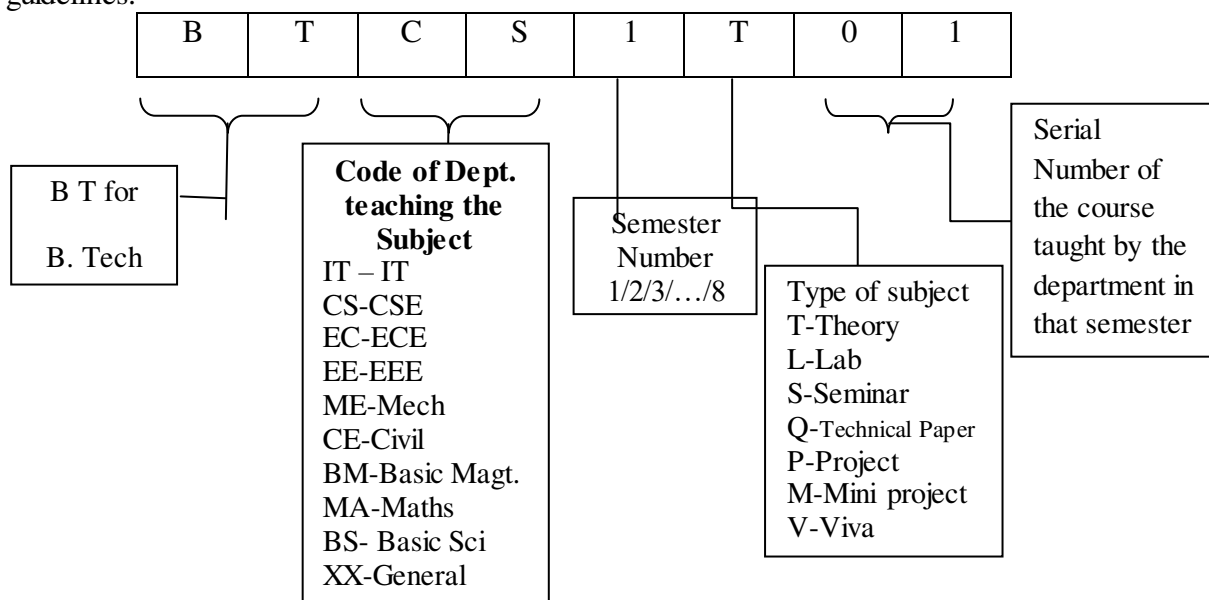 guidelines.
B T C S 1 T 0 1
B T for
B. Tech
Code of Dept.
teaching the
Subject
IT – IT
CS-CSE
EC-ECE
EE-EEE
ME-Mech
CE-Civil
BM-Basic Magt.
MA-Maths
BS- Basic Sci
XX-General
Semester
Number
1/2/3/…/8
Type of subject
T-Theory
L-Lab
S-Seminar
Q-Technical Paper
P-Project
M-Mini project
V-Viva
Serial
Number of
the course
taught by the
department in
that semester